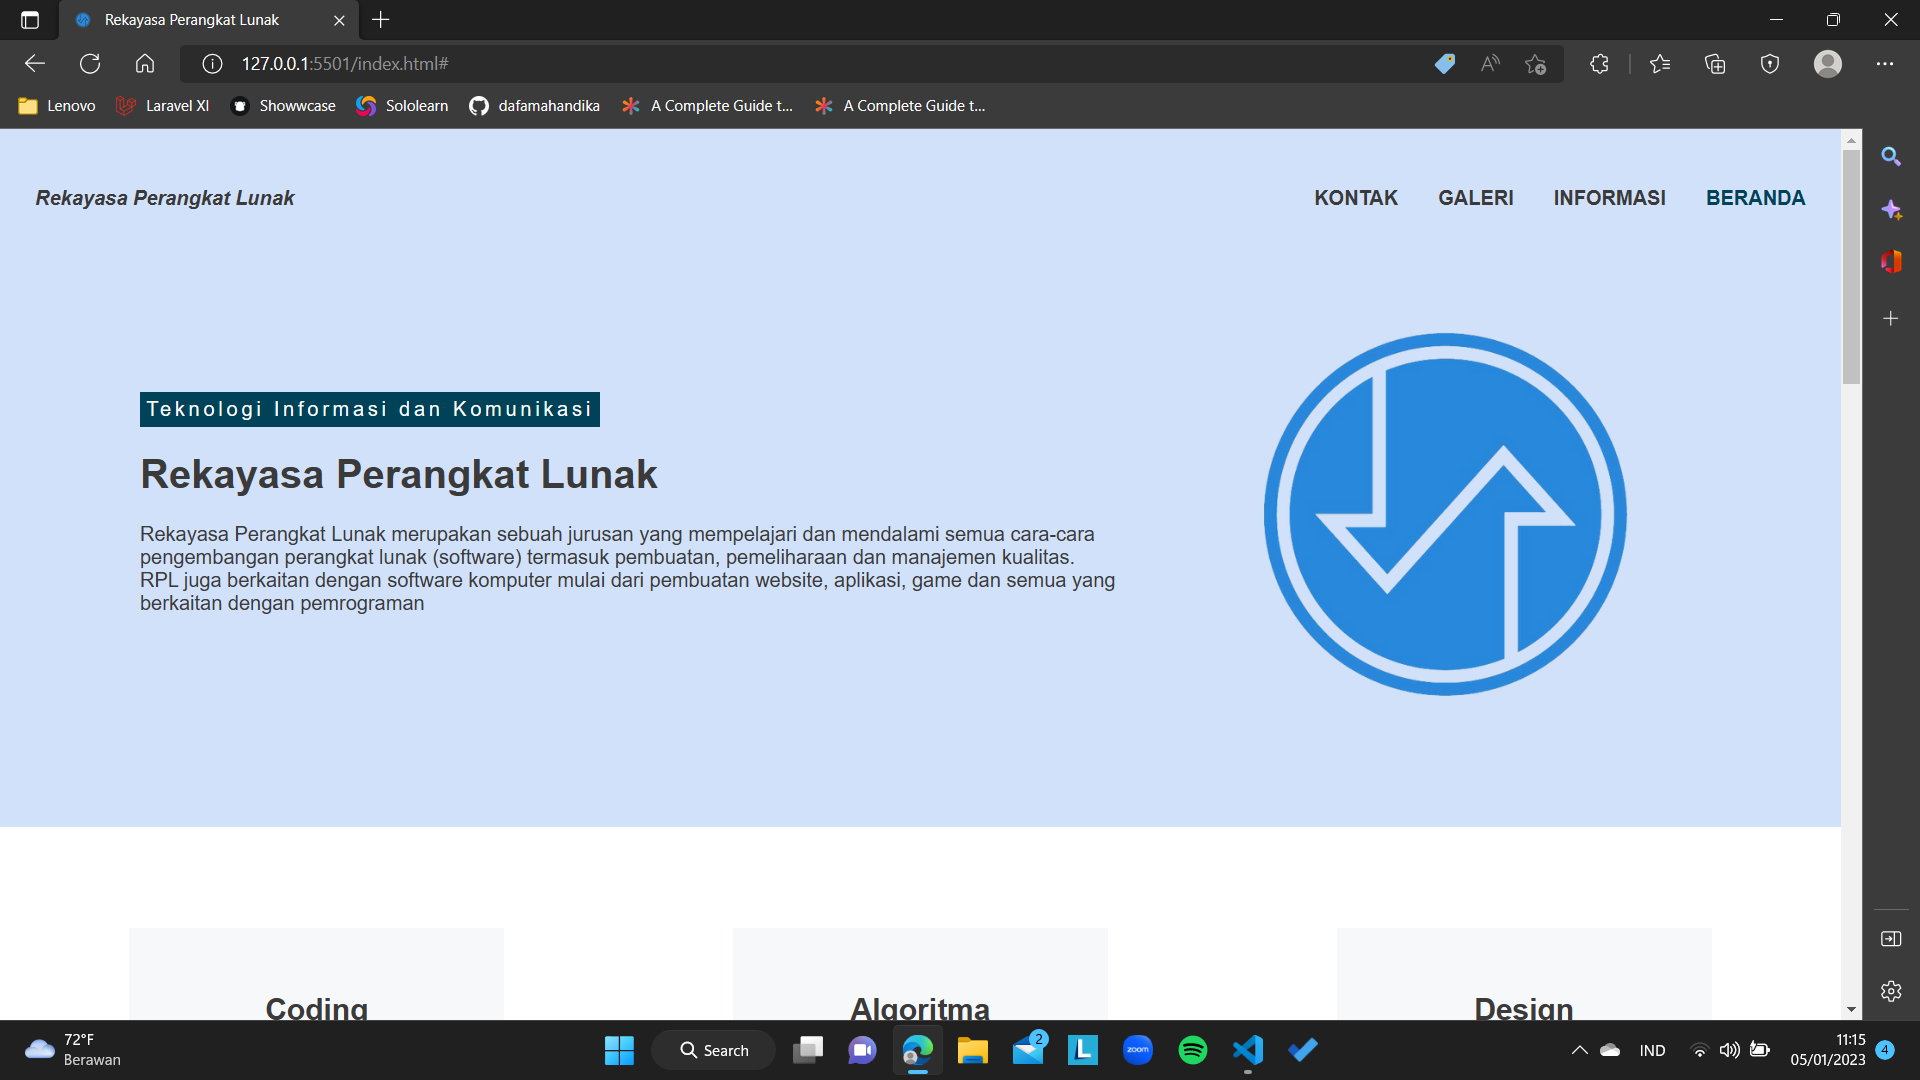 Rekayasa Perangkat Lunak
127.0.0.1:5501/index.html#
Lenovo Laravel XI Showwcase Sololearn dafamahandika A Complete Guide t... A Complete Guide t...
Rekayasa Perangkat Lunak KONTAK GALERI INFORMASI BERANDA
Teknologi Informasi dan Komunikasi
Rekayasa Perangkat Lunak
Rekayasa Perangkat Lunak merupakan sebuah jurusan yang mempelajari dan mendalami semua cara-cara
pengembangan perangkat lunak (software) termasuk pembuatan, pemeliharaan dan manajemen kualitas.
RPL juga berkaitan dengan software komputer mulai dari pembuatan website, aplikasi, game dan semua yang
berkaitan dengan pemrograman
Coding Algoritma Design
72°F
Berawan
Search
2
L
zoom
IND
11:15
05/01/2023
4